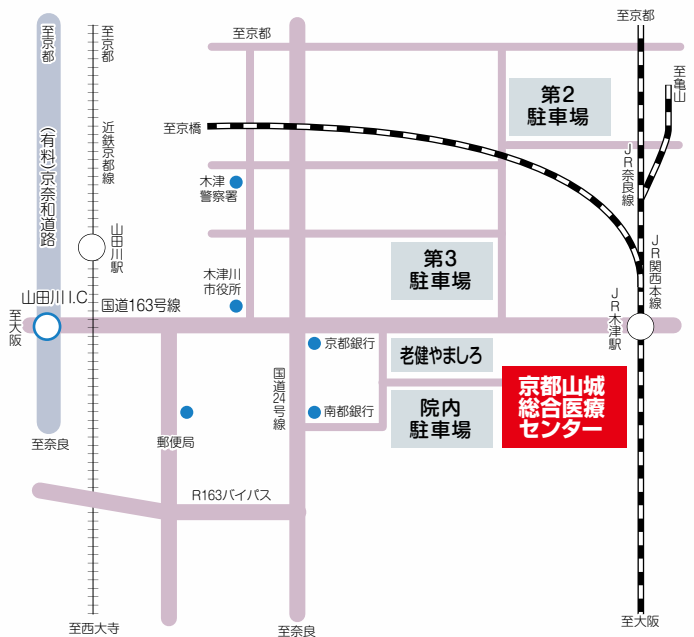 至京都
至京都
至京都
至京都
至亀山
第2
駐車場
近鉄京都線
至京橋
(有料)京奈和道路
JR奈良線
木津
警察署
山田川駅
第3
駐車場
JR関西本線
木津川
市役所
山田川I.C
国道163号線
至大阪
JR木津駅
京都銀行
老健やましろ
国道24号線
京都山城
総合医療
センター
南都銀行
院内
駐車場
郵便局
至奈良
R163バイパス
至西大寺
至奈良
至大阪